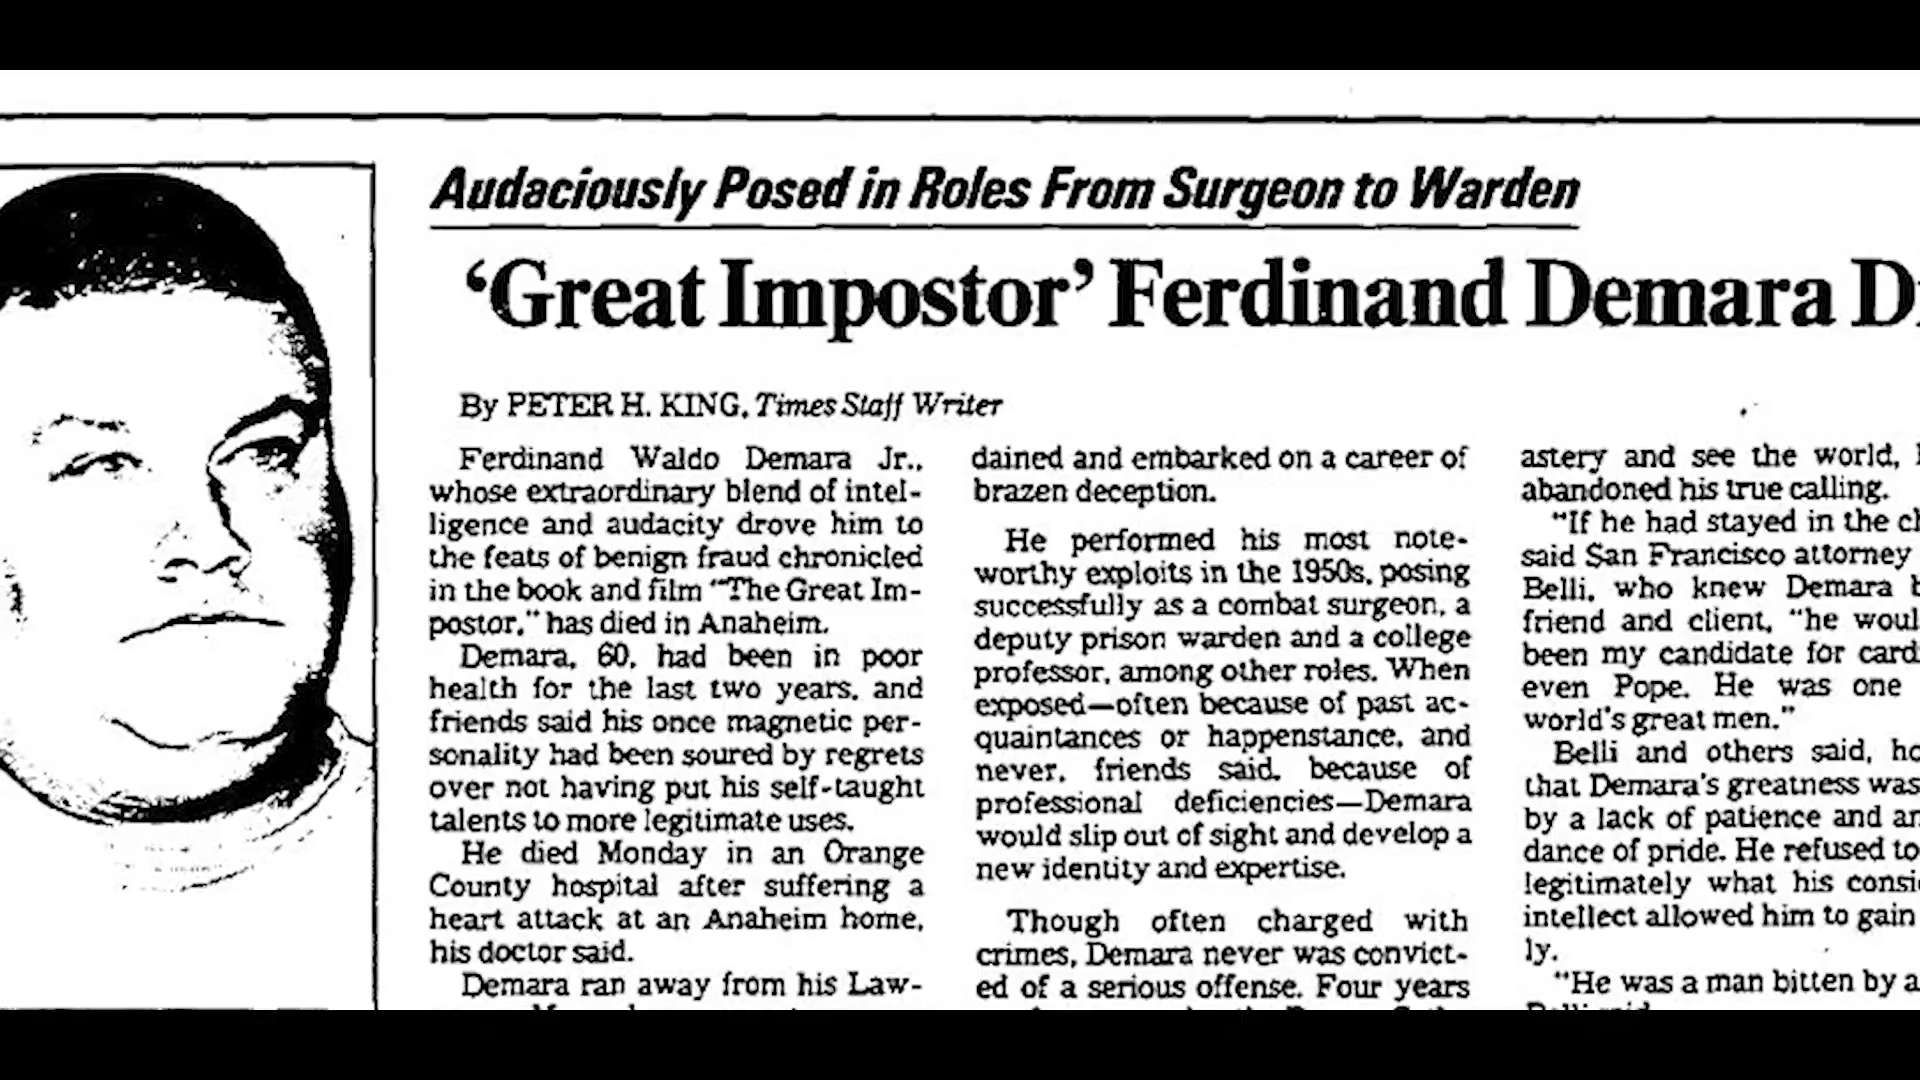 Audaciously Posed in Roles From Surgeon to Warden
‘Great Impostor’ Ferdinand Demara D
By PETER H. KING, Times Staff Writer
Ferdinand Waldo Demara Jr.,
whose extraordinary blend of intel-
ligence and audacity drove him to
the feats of benign fraud chronicled
in the book and film “The Great Im-
postor,” has died in Anaheim.
Demara, 60, had been in poor
health for the last two years, and
friends said his once magnetic per-
sonality had been soured by regrets
over not having put his self-taught
talents to more legitimate uses.
He died Monday in an Orange
County hospital after suffering a
heart attack at an Anaheim home,
his doctor said.
Demara ran away from his Law-
dained and embarked on a career of
brazen deception.
He performed his most note-
worthy exploits in the 1950s, posing
successfully as a combat surgeon, a
deputy prison warden and a college
professor, among other roles. When
exposed—often because of past ac-
quaintances or happenstance, and
never, friends said, because of
professional deficiencies—Demara
would slip out of sight and develop a
new identity and expertise.
Though often charged with
crimes, Demara never was convict-
ed of a serious offense. Four years
astery and see the world,
abandoned his true calling.
“If he had stayed in the
said San Francisco attorney
Belli, who knew Demara
friend and client, “he
been my candidate for
even Pope. He was one
world's great men.”
Belli and others said,
that Demara's greatness was
by a lack of patience and
dance of pride. He refused to
legitimately what his
intellect allowed him to gain
ly.
“He was a man bitten by a